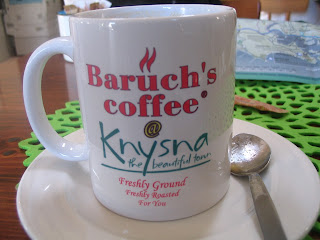 Baruch's
coffee
@
Knysna
the beautiful town
Freshly Ground
Freshly Roasted
For You